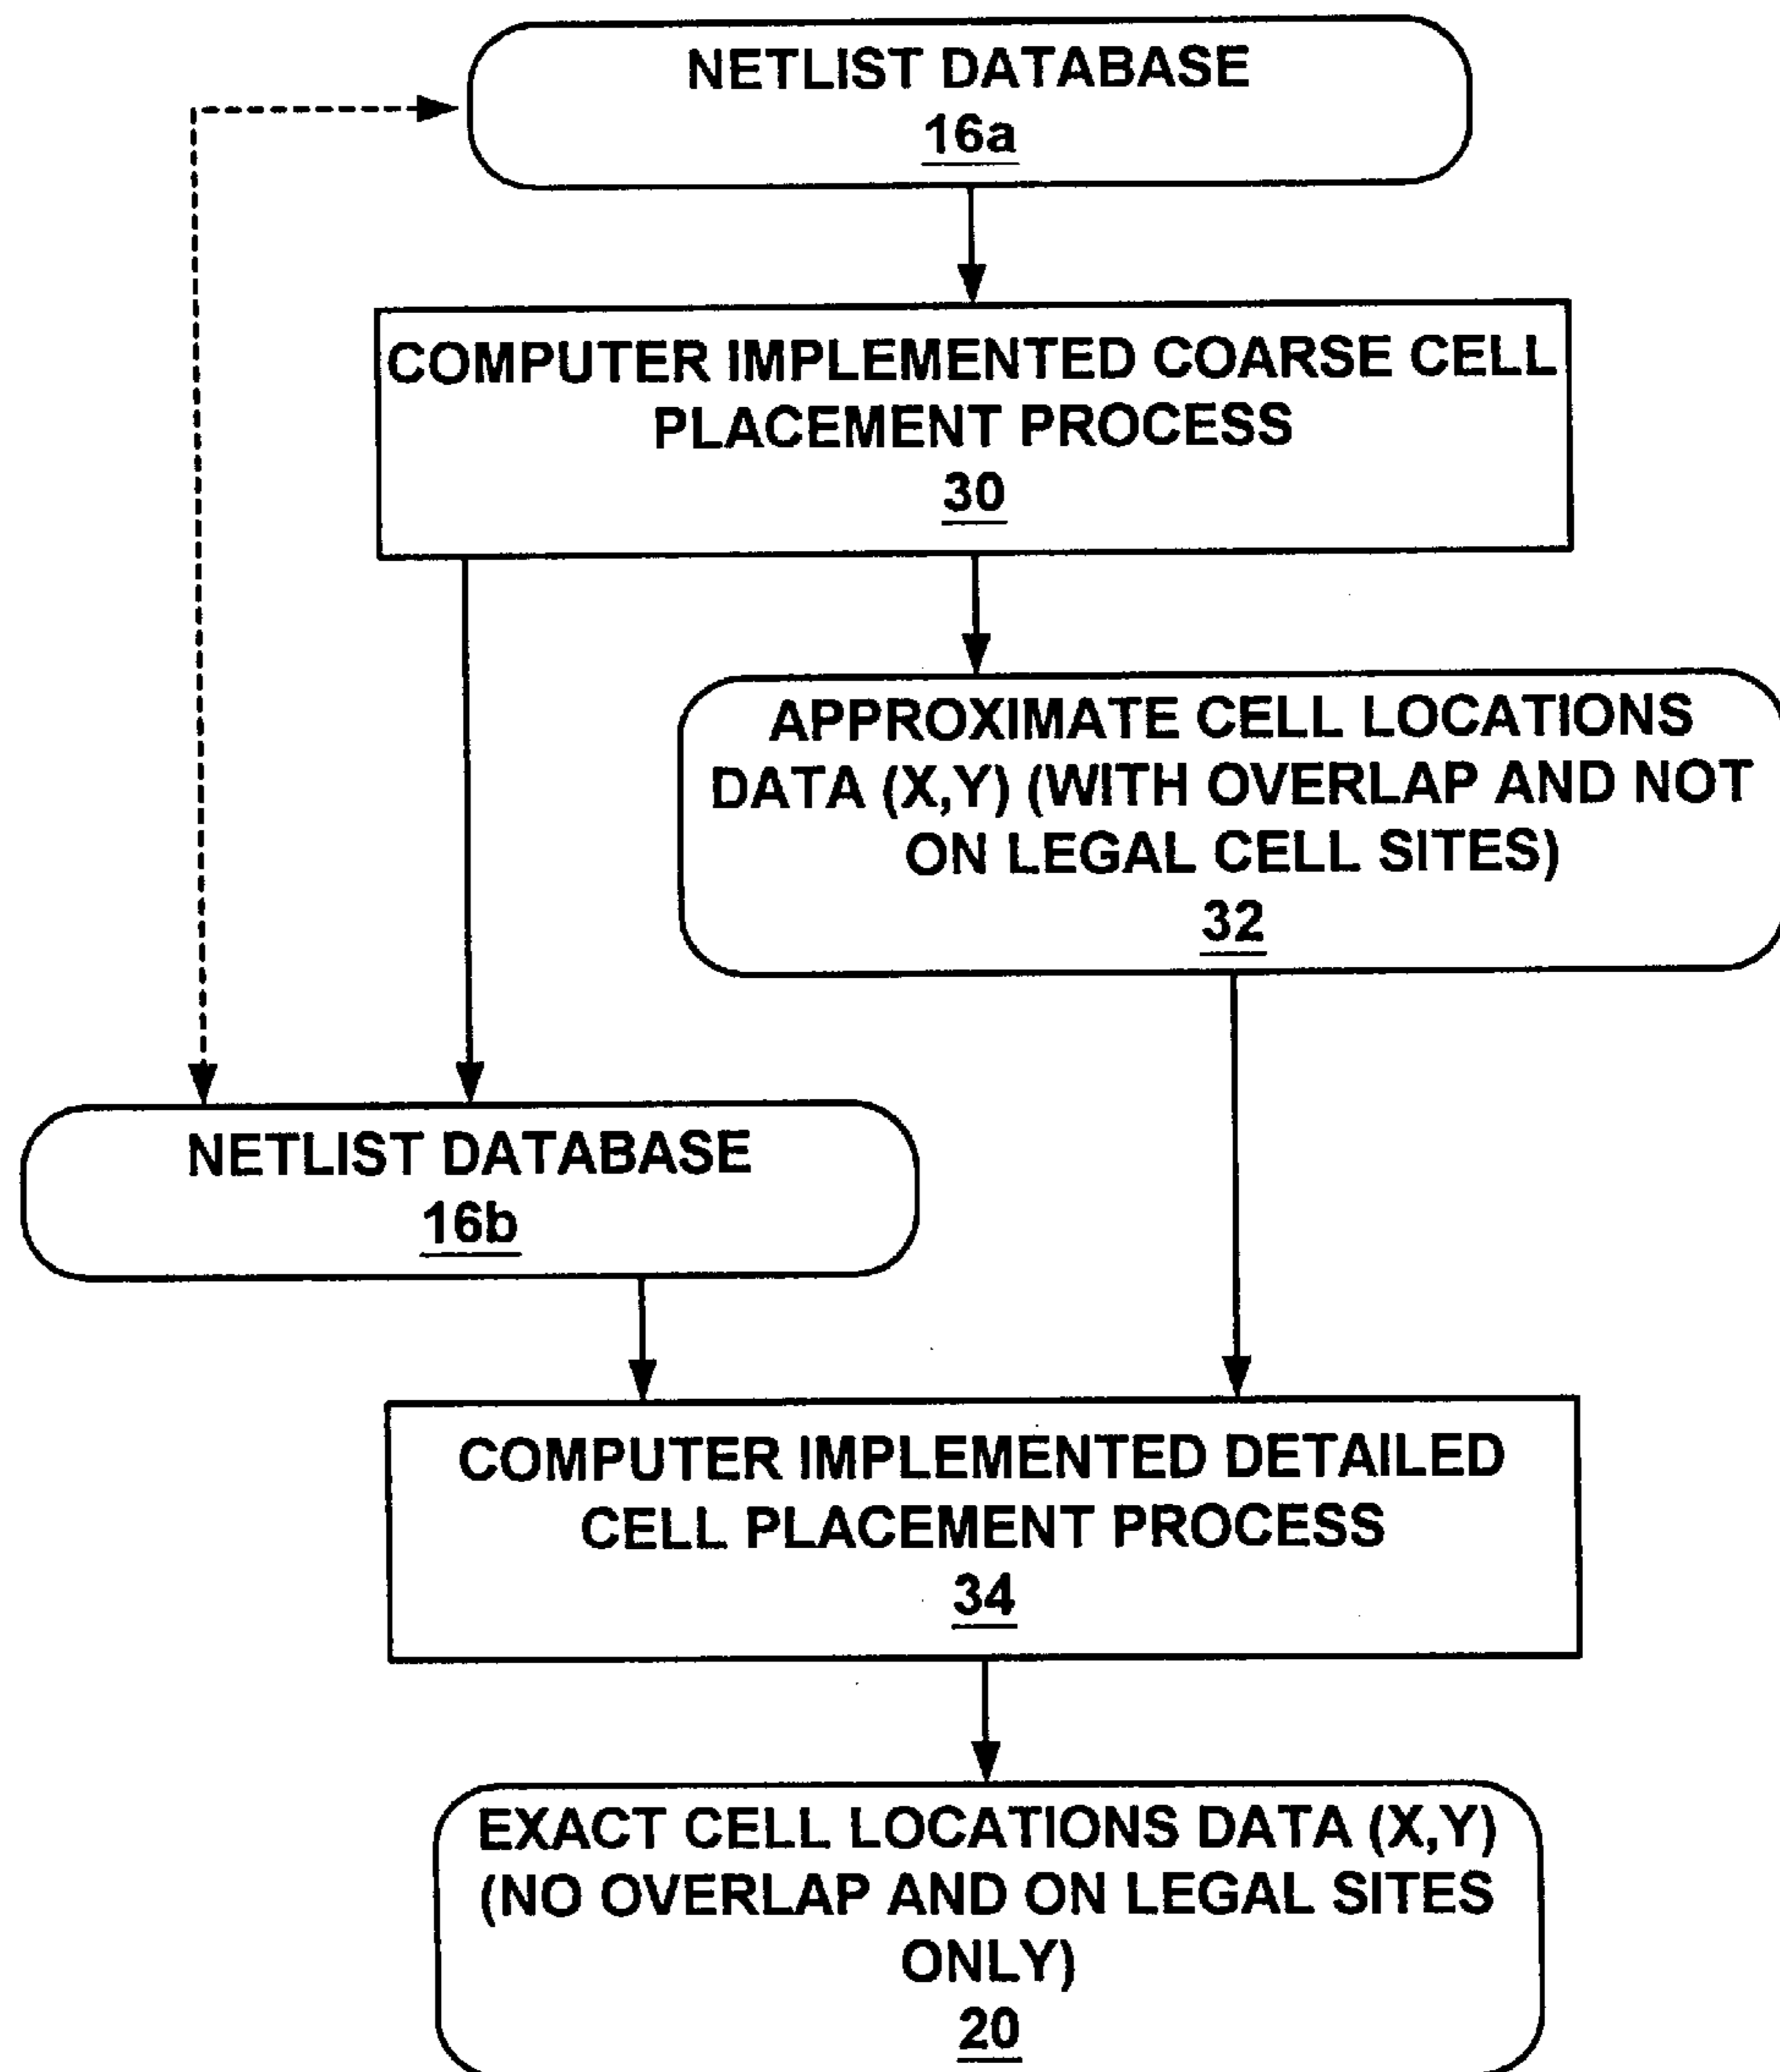 NETLIST DATABASE
16a
COMPUTER IMPLEMENTED COARSE CELL
PLACEMENT PROCESS
30
APPROXIMATE CELL LOCATIONS
DATA (X,Y) (WITH OVERLAP AND NOT
ON LEGAL CELL SITES)
32
NETLIST DATABASE
16b
COMPUTER IMPLEMENTED DETAILED
CELL PLACEMENT PROCESS
34
EXACT CELL LOCATIONS DATA (X,Y)
(NO OVERLAP AND ON LEGAL SITES
ONLY)
20